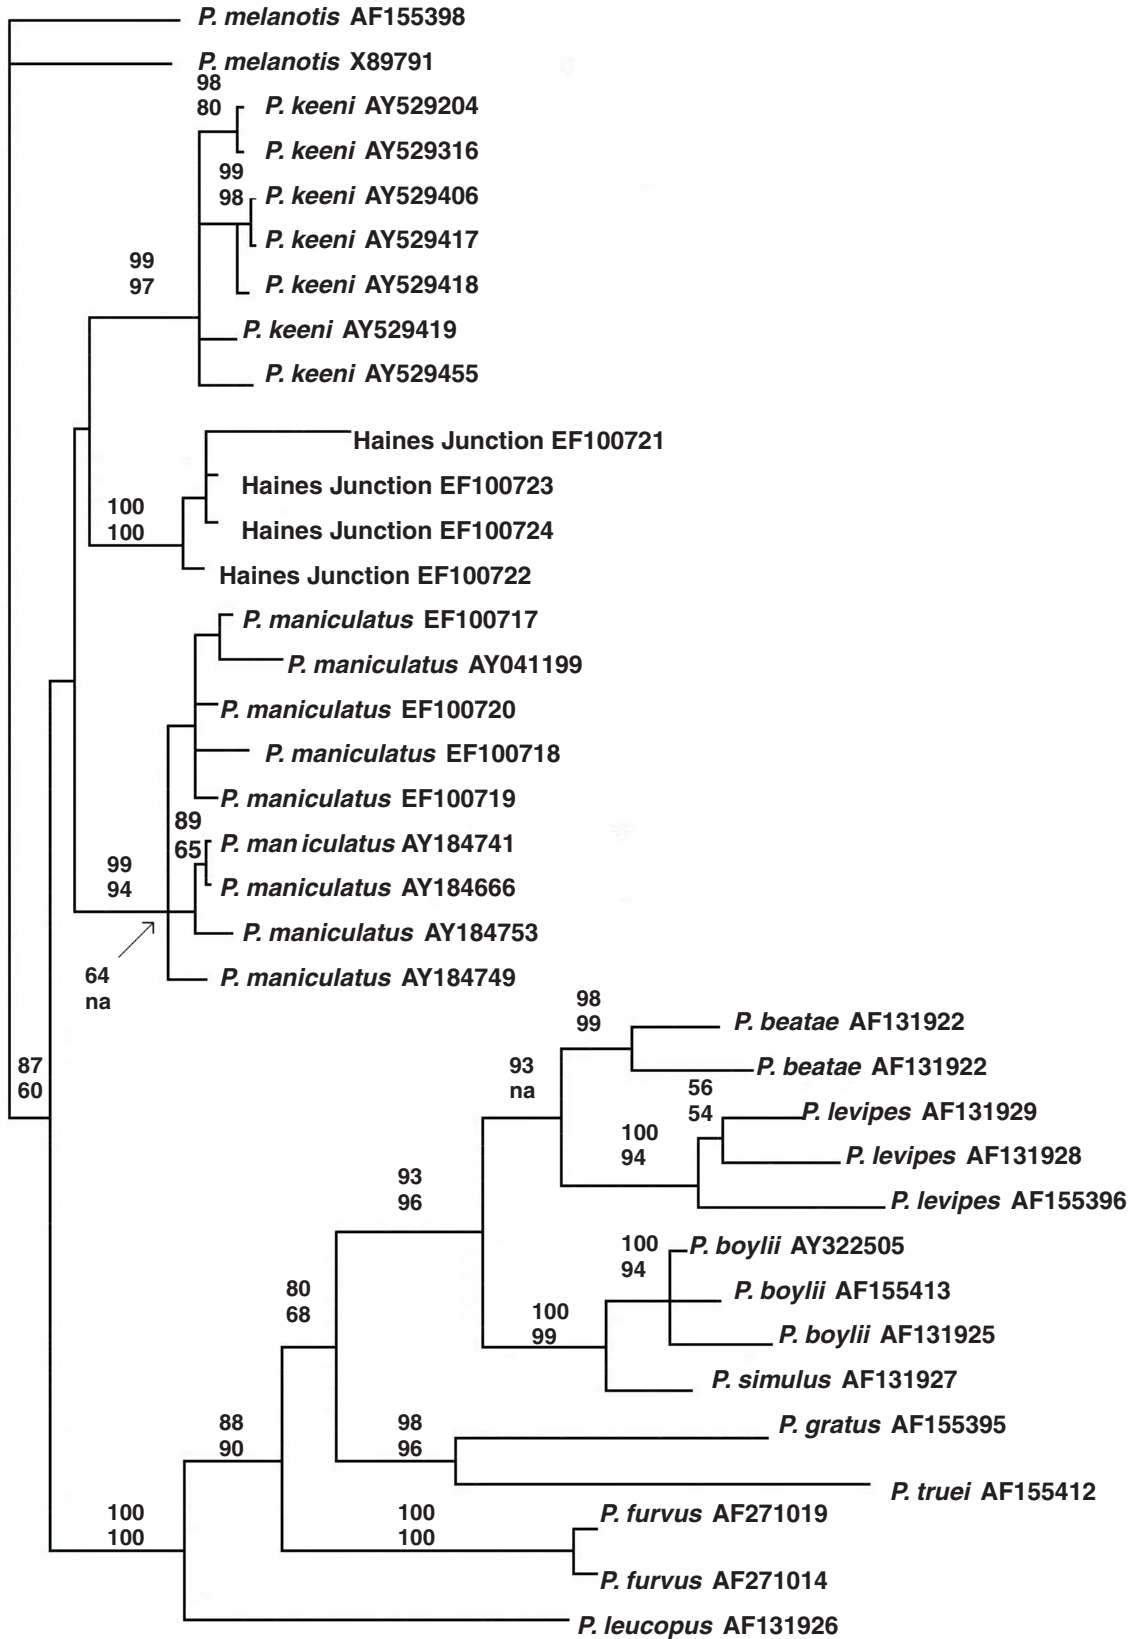 P. melanotis AF155398
P. melanotis X89791
98
80
P. keeni AY529204
P. keeni AY529316
99
98
P. keeni AY529406
P. keeni AY529417
99
97
P. keeni AY529418
P. keeni AY529419
P. keeni AY529455
Haines Junction EF100721
Haines Junction EF100723
100
100
Haines Junction EF100724
Haines Junction EF100722
P. maniculatus EF100717
P. maniculatus AY041199
P. maniculatus EF100720
P. maniculatus EF100718
P. maniculatus EF100719
89
65
P. man iculatus AY184741
99
94
P. maniculatus AY184666
P. maniculatus AY184753
64
na
P. maniculatus AY184749
98
99
P. beatae AF131922
87
60
93
na
P. beatae AF131922
56
54
P. levipes AF131929
100
94
P. levipes AF131928
93
96
P. levipes AF155396
100
94
P. boylii AY322505
80
68
P. boylii AF155413
100
99
P. boylii AF131925
P. simulus AF131927
88
90
98
96
P. gratus AF155395
P. truei AF155412
100
100
100
100
P. furvus AF271019
P. furvus AF271014
P. leucopus AF131926